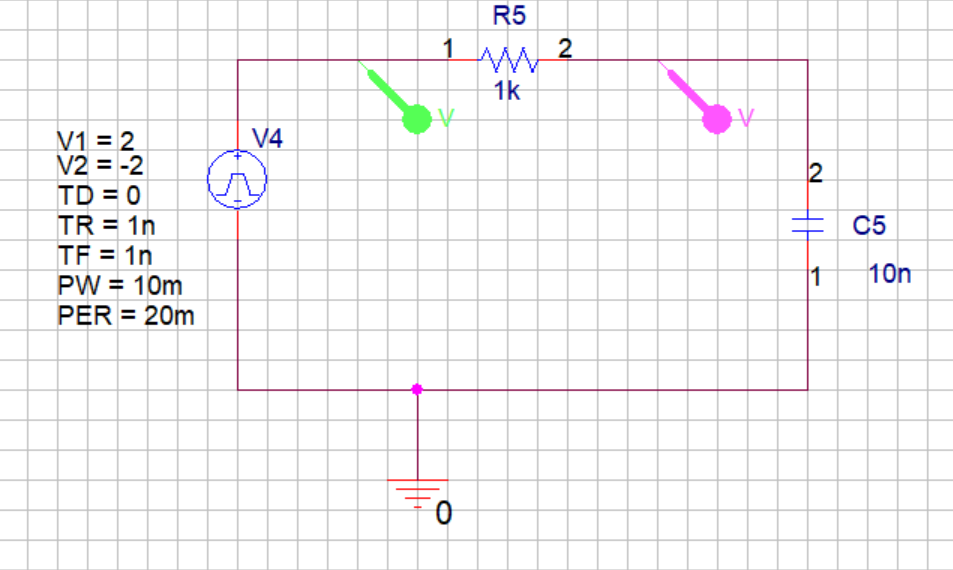 R5
1
2
1k
V
V
V4
V1 = 2
V2 = -2
TD = 0
TR = 1n
TF = 1n
PW = 10m
PER = 20m
2
C5
1
10n
0